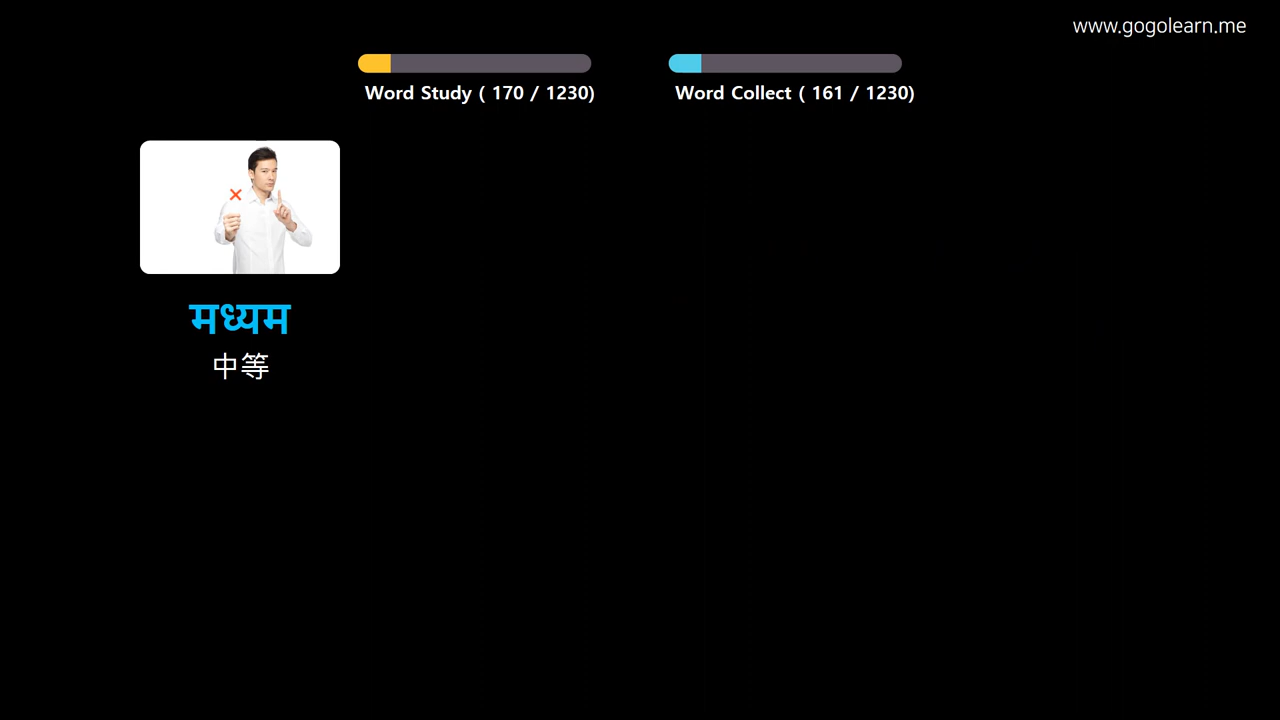 www.gogolearn.me
Word Study ( 170 / 1230)
Word Collect ( 161 / 1230)
मध्यम
中等